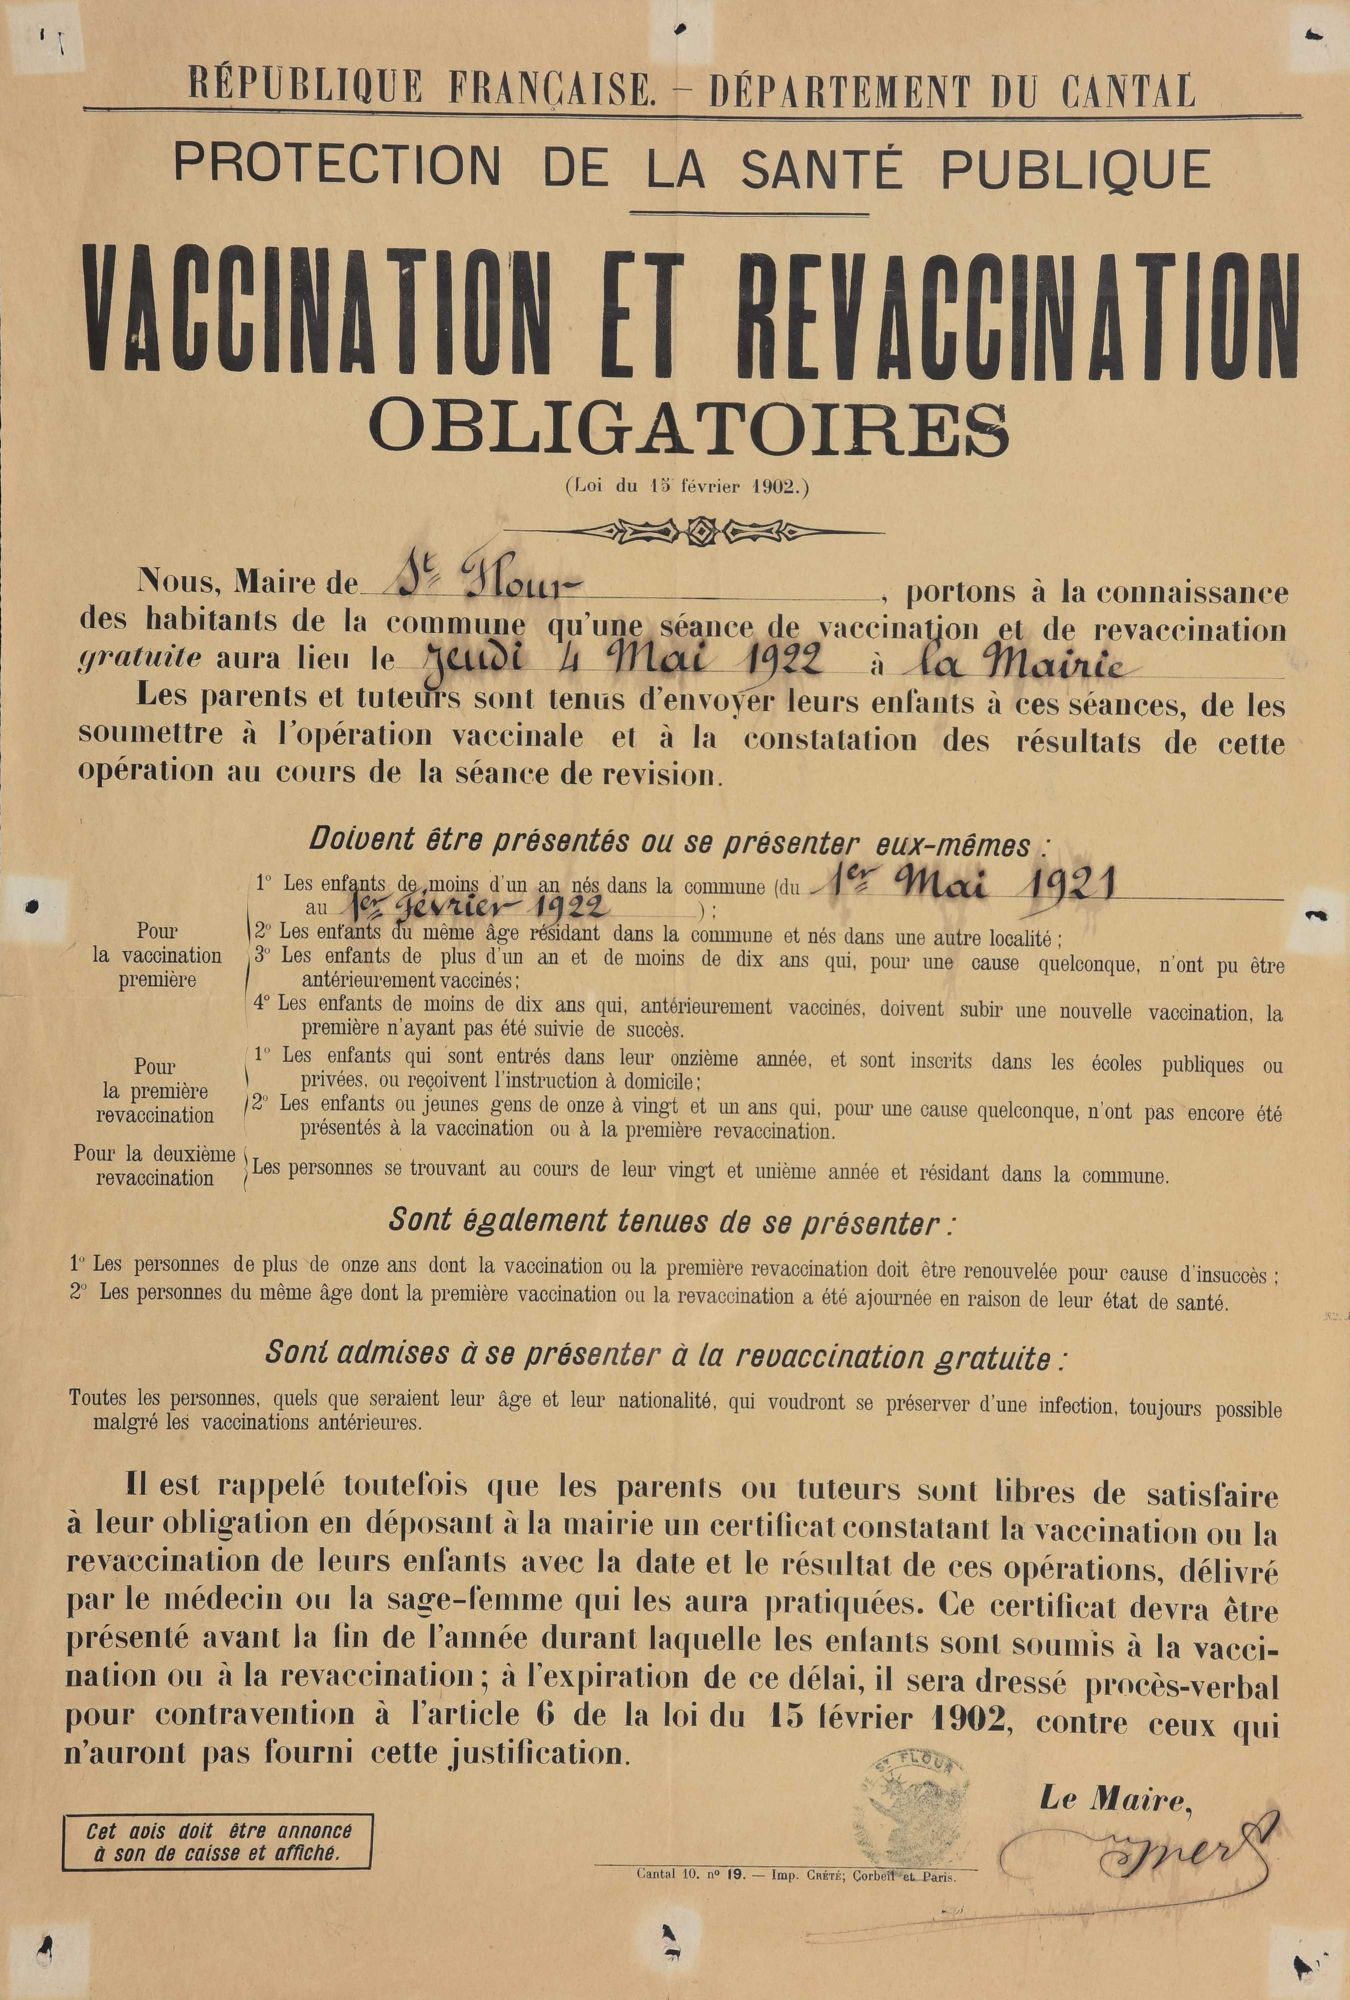 RÉPUBLIQUE FRANÇAISE. — DÉPARTEMENT DU CANTAL
PROTECTION DE LA SANTÉ PUBLIQUE
VACCINATION ET REVACCINATION
OBLIGATOIRES
(Loi du 15 février 1902.)
Nous, Maire de St Flour, portons à la connaissance
des habitants de la commune qu'une séance de vaccination et de revaccination
gratuite aura lieu le Jeudi 4 Mai 1922 à la Mairie
Les parents et tuteurs sont tenus d'envoyer leurs enfants à ces séances, de les
soumettre à l'opération vaccinale et à la constatation des résultats de cette
opération au cours de la séance de revision.
Doivent être présentés ou se présenter eux-mêmes :
Pour
la vaccination
première
1° Les enfants de moins d'un an nés dans la commune (du 1er Mai 1921
au 1er Février 1922 ) ;
2° Les enfants du même âge résidant dans la commune et nés dans une autre localité ;
3° Les enfants de plus d'un an et de moins de dix ans qui, pour une cause quelconque, n'ont pu être
antérieurement vaccinés ;
4° Les enfants de moins de dix ans qui, antérieurement vaccinés, doivent subir une nouvelle vaccination, la
première n'ayant pas été suivie de succès.
Pour
la première
revaccination
1° Les enfants qui sont entrés dans leur onzième année, et sont inscrits dans les écoles publiques ou
privées, ou reçoivent l'instruction à domicile ;
2° Les enfants ou jeunes gens de onze à vingt et un ans qui, pour une cause quelconque, n'ont pas encore été
présentés à la vaccination ou à la première revaccination.
Pour la deuxième
revaccination
Les personnes se trouvant au cours de leur vingt et unième année et résidant dans la commune.
Sont également tenues de se présenter :
1° Les personnes de plus de onze ans dont la vaccination ou la première revaccination doit être renouvelée pour cause d'insuccès ;
2° Les personnes du même âge dont la première vaccination ou la revaccination a été ajournée en raison de leur état de santé.
Sont admises à se présenter à la revaccination gratuite :
Toutes les personnes, quels que seraient leur âge et leur nationalité, qui voudront se préserver d'une infection, toujours possible
malgré les vaccinations antérieures.
Il est rappelé toutefois que les parents ou tuteurs sont libres de satisfaire
à leur obligation en déposant à la mairie un certificat constatant la vaccination ou la
revaccination de leurs enfants avec la date et le résultat de ces opérations, délivré
par le médecin ou la sage-femme qui les aura pratiquées. Ce certificat devra être
présenté avant la fin de l'année durant laquelle les enfants sont soumis à la vacci-
nation ou à la revaccination ; à l'expiration de ce délai, il sera dressé procès-verbal
pour contravention à l'article 6 de la loi du 15 février 1902, contre ceux qui
n'auront pas fourni cette justification.
DE ST FLOUR
Le Maire,
Cet avis doit être annoncé
à son de caisse et affiché.
Cantal 10. n° 19. — Imp. CRÉTÉ; Corbeil et Paris.